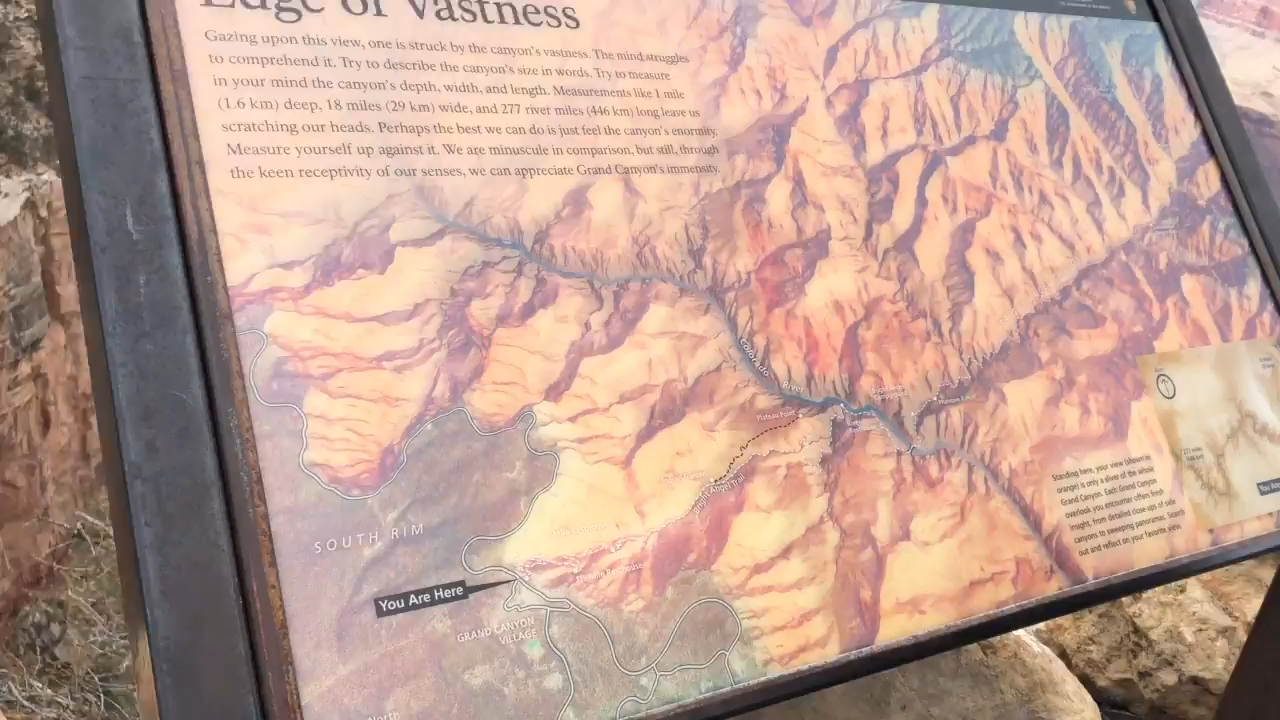 Edge of Vastness
Gazing upon this view, one is struck by the canyon's vastness. The mind struggles
to comprehend it. Try to describe the canyon's size in words. Try to measure
in your mind the canyon's depth, width, and length. Measurements like 1 mile
(1.6 km) deep, 18 miles (29 km) wide, and 277 river miles (446 km) long leave us
scratching our heads. Perhaps the best we can do is just feel the canyon's enormity.
Measure yourself up against it. We are minuscule in comparison, but still, through
the keen receptivity of our senses, we can appreciate Grand Canyon's immensity.
Colorado River
Plateau Point
Bright Angel Trail
SOUTH RIM
You Are Here
GRAND CANYON
VILLAGE
North
Standing here, your view (shown in
orange) is only a sliver of the whole
Grand Canyon. Each Grand Canyon
overlook you encounter offers fresh
insight, from detailed close-ups of side
canyons to sweeping panoramas. Search
out and reflect on your favorite view.
277 miles
You Are